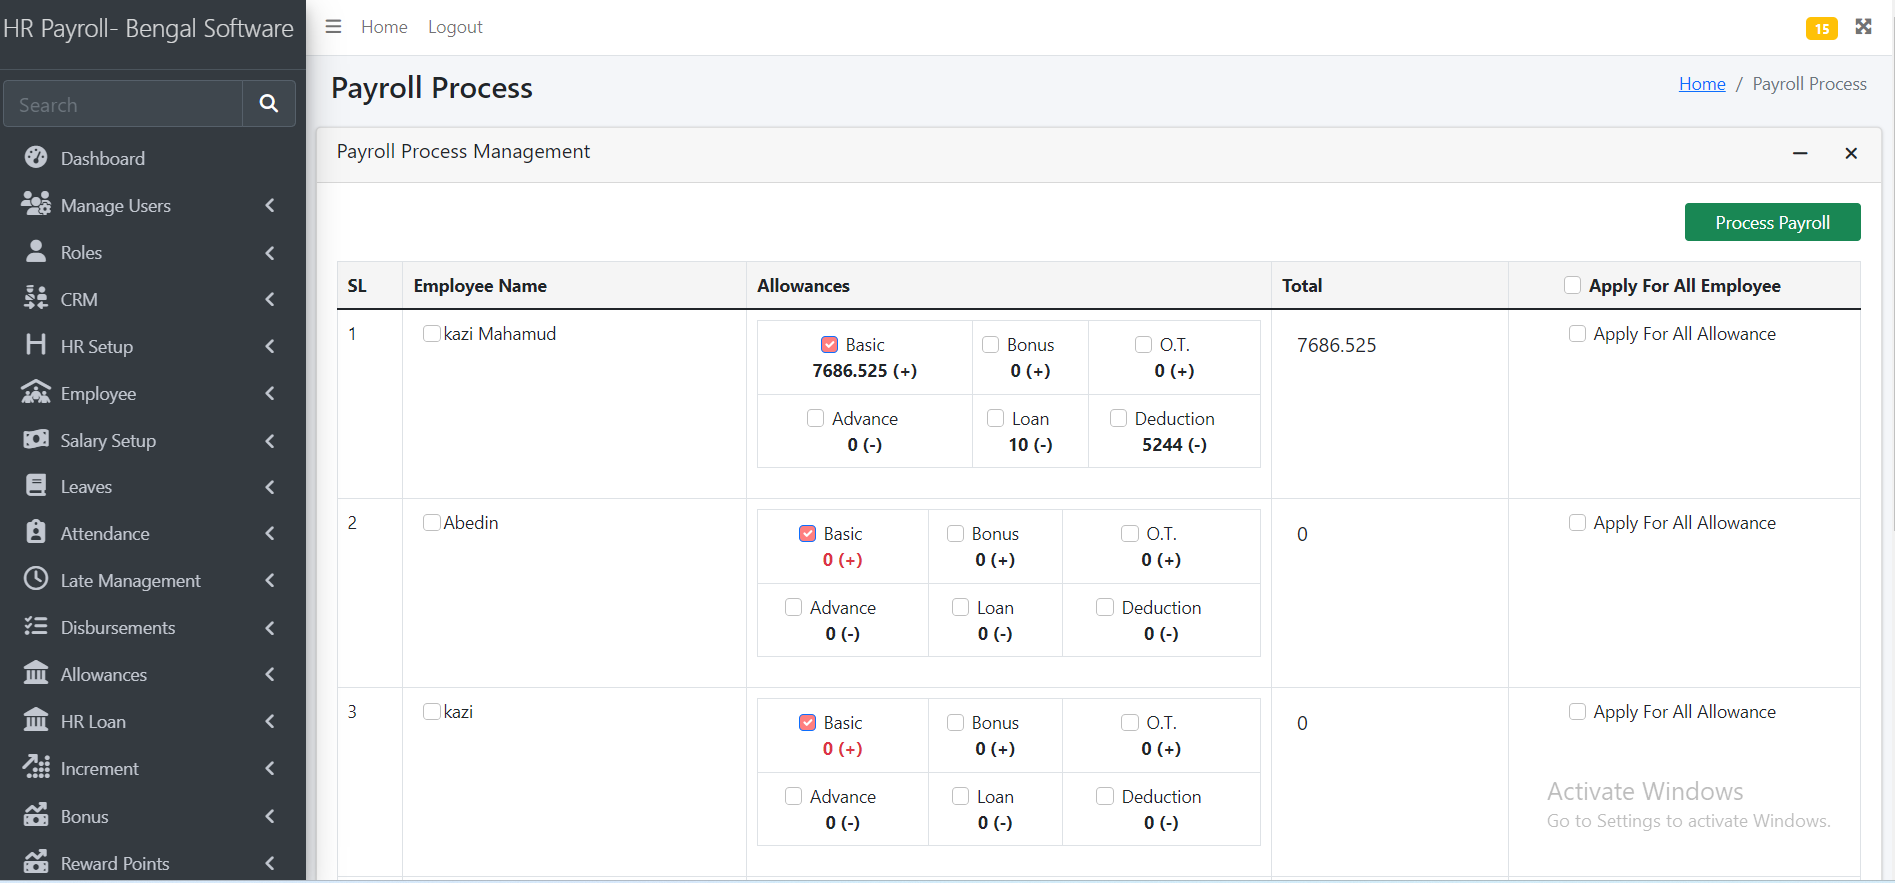 HR Payroll- Bengal Software
Home Logout
15
Search
Dashboard
Manage Users
Roles
CRM
HR Setup
Employee
Salary Setup
Leaves
Attendance
Late Management
Disbursements
Allowances
HR Loan
Increment
Bonus
Reward Points
Payroll Process
Home / Payroll Process
Payroll Process Management
Process Payroll
SL Employee Name Allowances Total Apply For All Employee
1 kazi Mahamud Basic Bonus O.T. 7686.525 Apply For All Allowance
7686.525 (+) 0 (+) 0 (+)
Advance Loan Deduction
0 (-) 10 (-) 5244 (-)
2 Abedin Basic Bonus O.T. 0 Apply For All Allowance
0 (+) 0 (+) 0 (+)
Advance Loan Deduction
0 (-) 0 (-) 0 (-)
3 kazi Basic Bonus O.T. 0 Apply For All Allowance
0 (+) 0 (+) 0 (+)
Advance Loan Deduction
0 (-) 0 (-) 0 (-)
Activate Windows
Go to Settings to activate Windows.